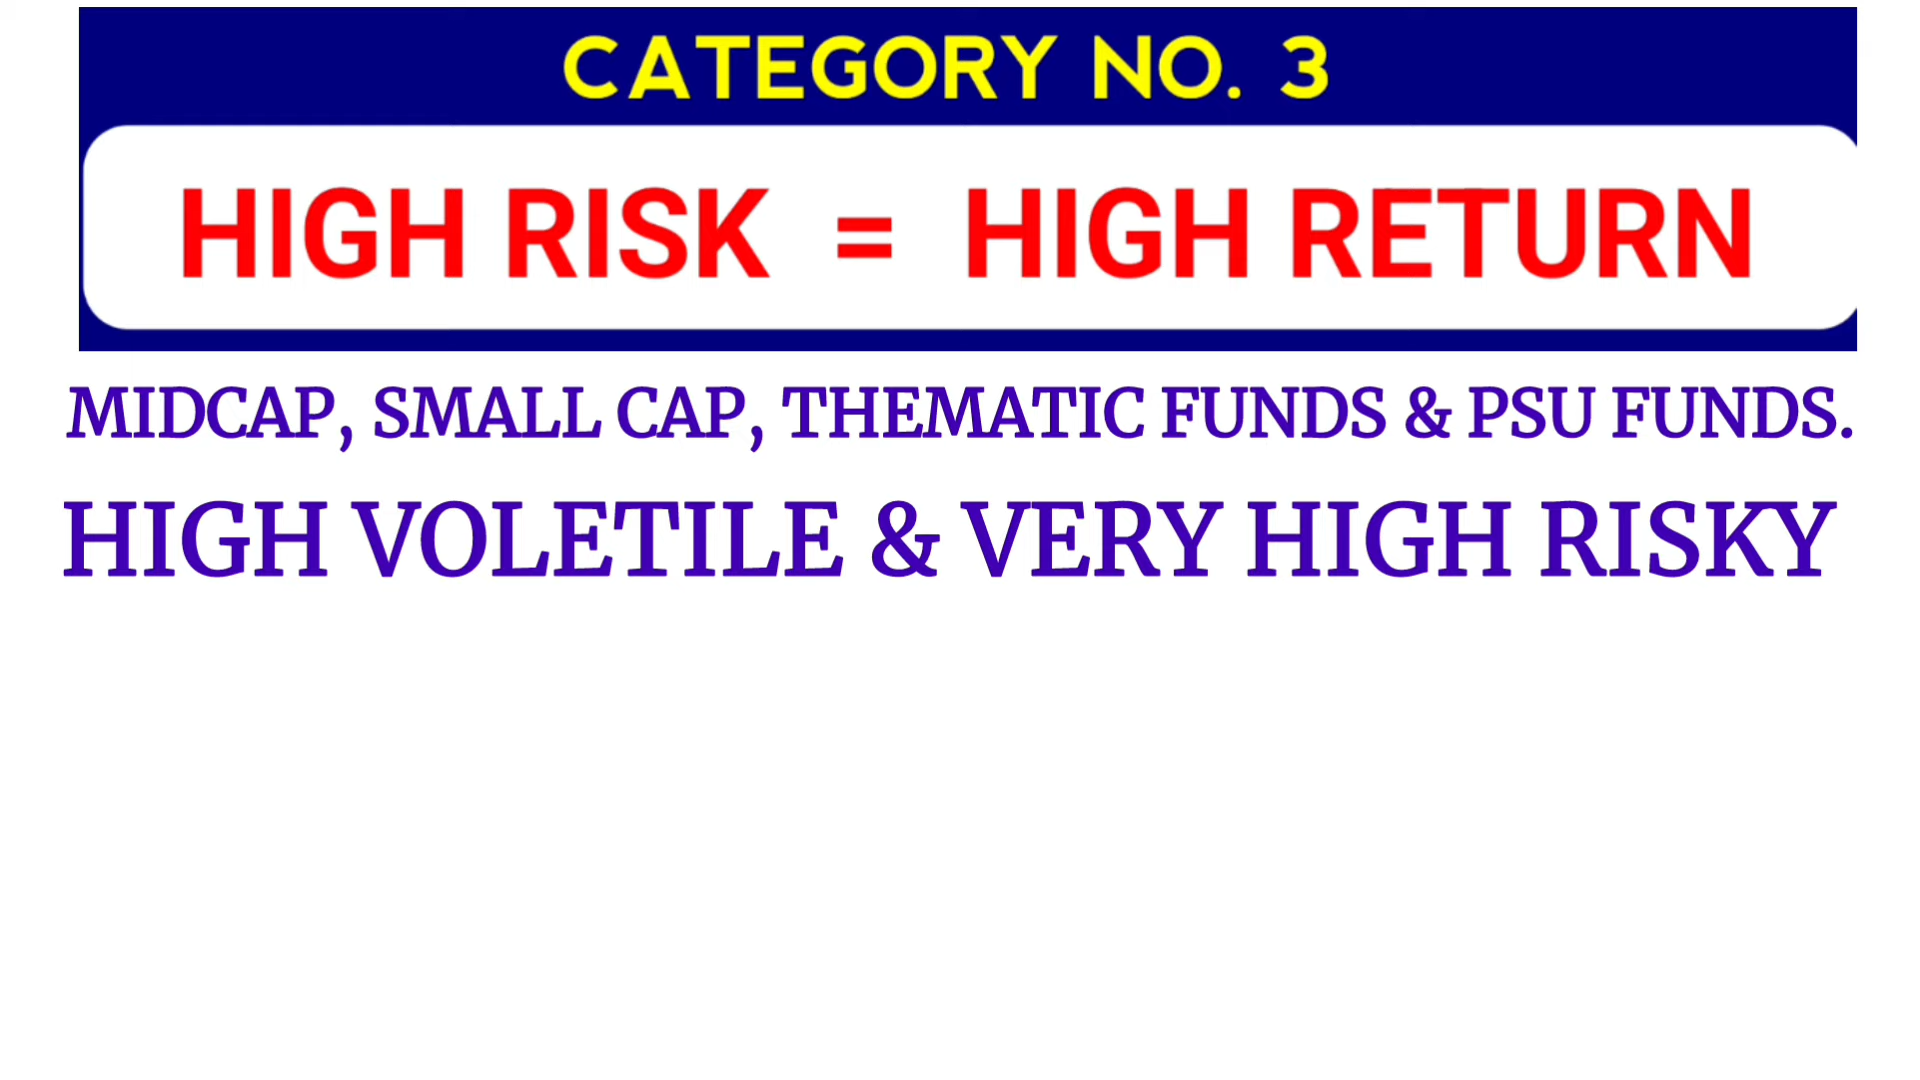 CATEGORY NO. 3
HIGH RISK = HIGH RETURN
MIDCAP, SMALL CAP, THEMATIC FUNDS & PSU FUNDS.
HIGH VOLETILE & VERY HIGH RISKY